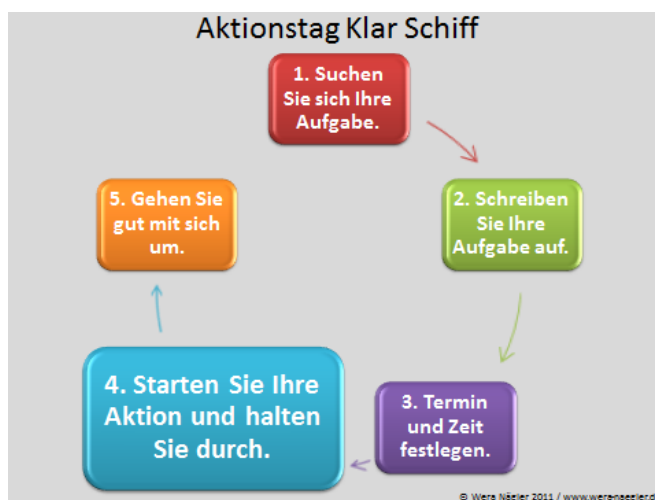 Aktionstag Klar Schiff
1. Suchen
Sie sich Ihre
Aufgabe.
2. Schreiben
Sie Ihre
Aufgabe auf.
3. Termin
und Zeit
festlegen.
4. Starten Sie Ihre
Aktion und halten
Sie durch.
5. Gehen Sie
gut mit sich
um.
© Wera Nägler 2011 / www.wera-naegler.d